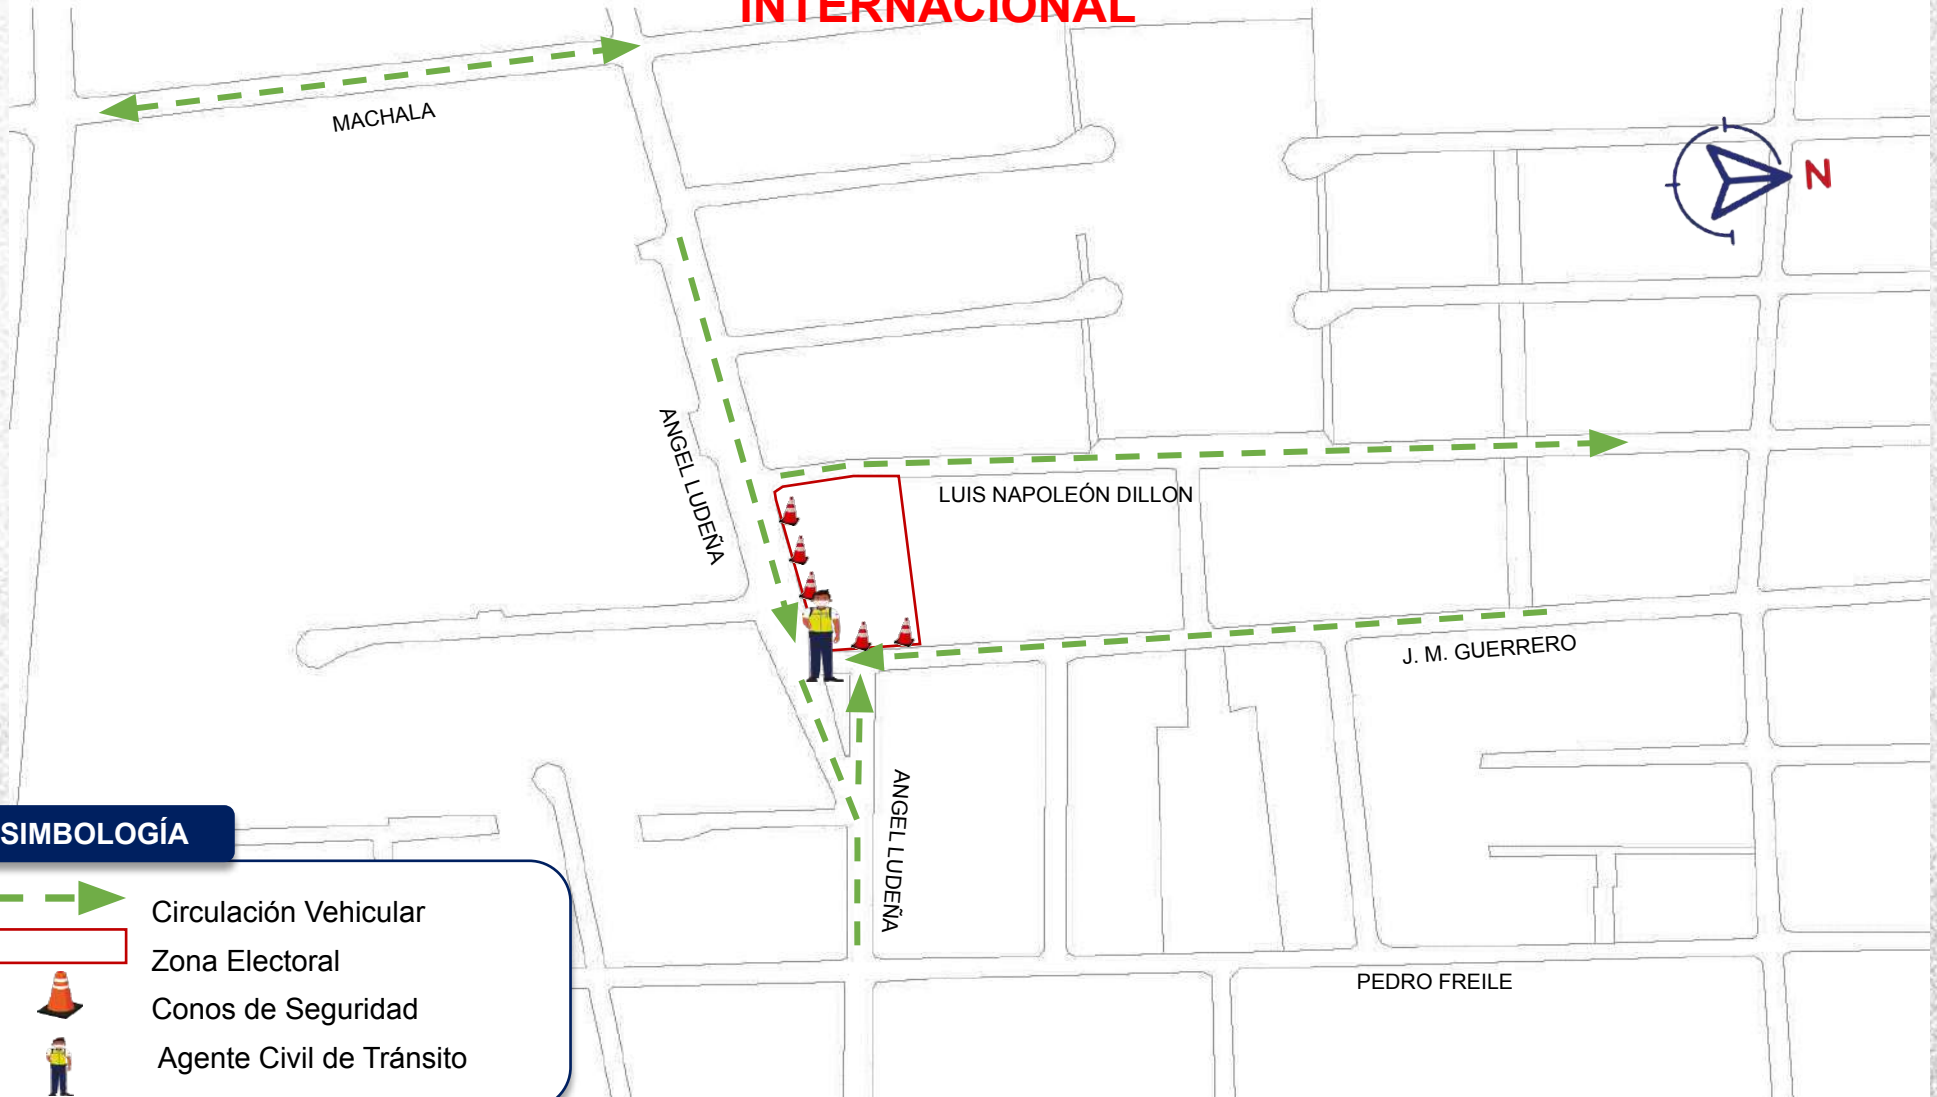 INTERNACIONAL
MACHALA
N
ANGEL LUDEÑA
LUIS NAPOLEÓN DILLON
J. M. GUERRERO
ANGEL LUDEÑA
PEDRO FREILE
SIMBOLOGÍA
Circulación Vehicular
Zona Electoral
Conos de Seguridad
Agente Civil de Tránsito